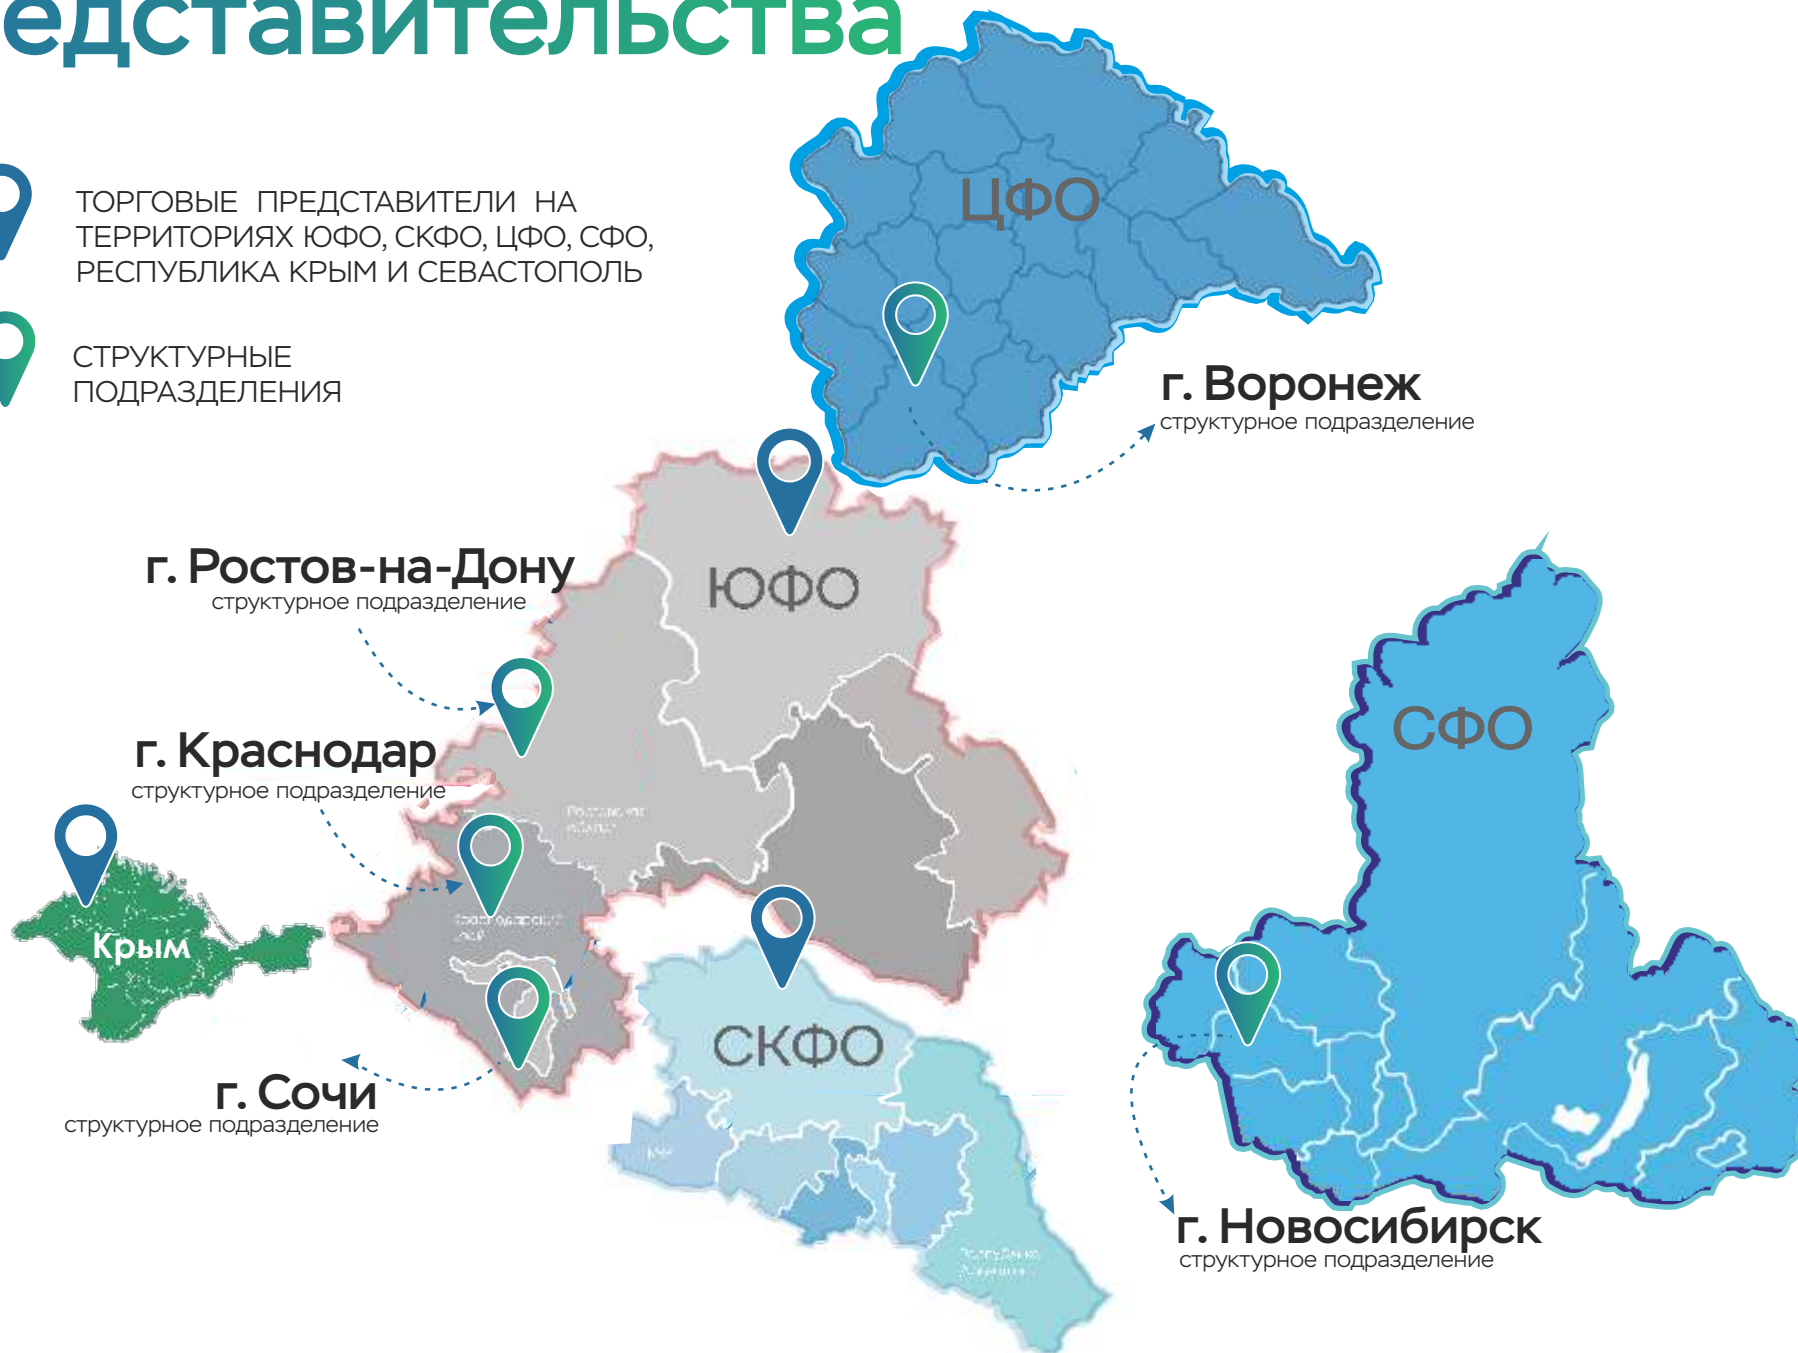 едставительства
ТОРГОВЫЕ ПРЕДСТАВИТЕЛИ НА
ТЕРРИТОРИЯХ ЮФО, СКФО, ЦФО, СФО,
РЕСПУБЛИКА КРЫМ И СЕВАСТОПОЛЬ
СТРУКТУРНЫЕ
ПОДРАЗДЕЛЕНИЯ
ЦФО
г. Воронеж
структурное подразделение
г. Ростов-на-Дону
структурное подразделение
ЮФО
г. Краснодар
структурное подразделение
СФО
Крым
СКФО
г. Сочи
структурное подразделение
г. Новосибирск
структурное подразделение